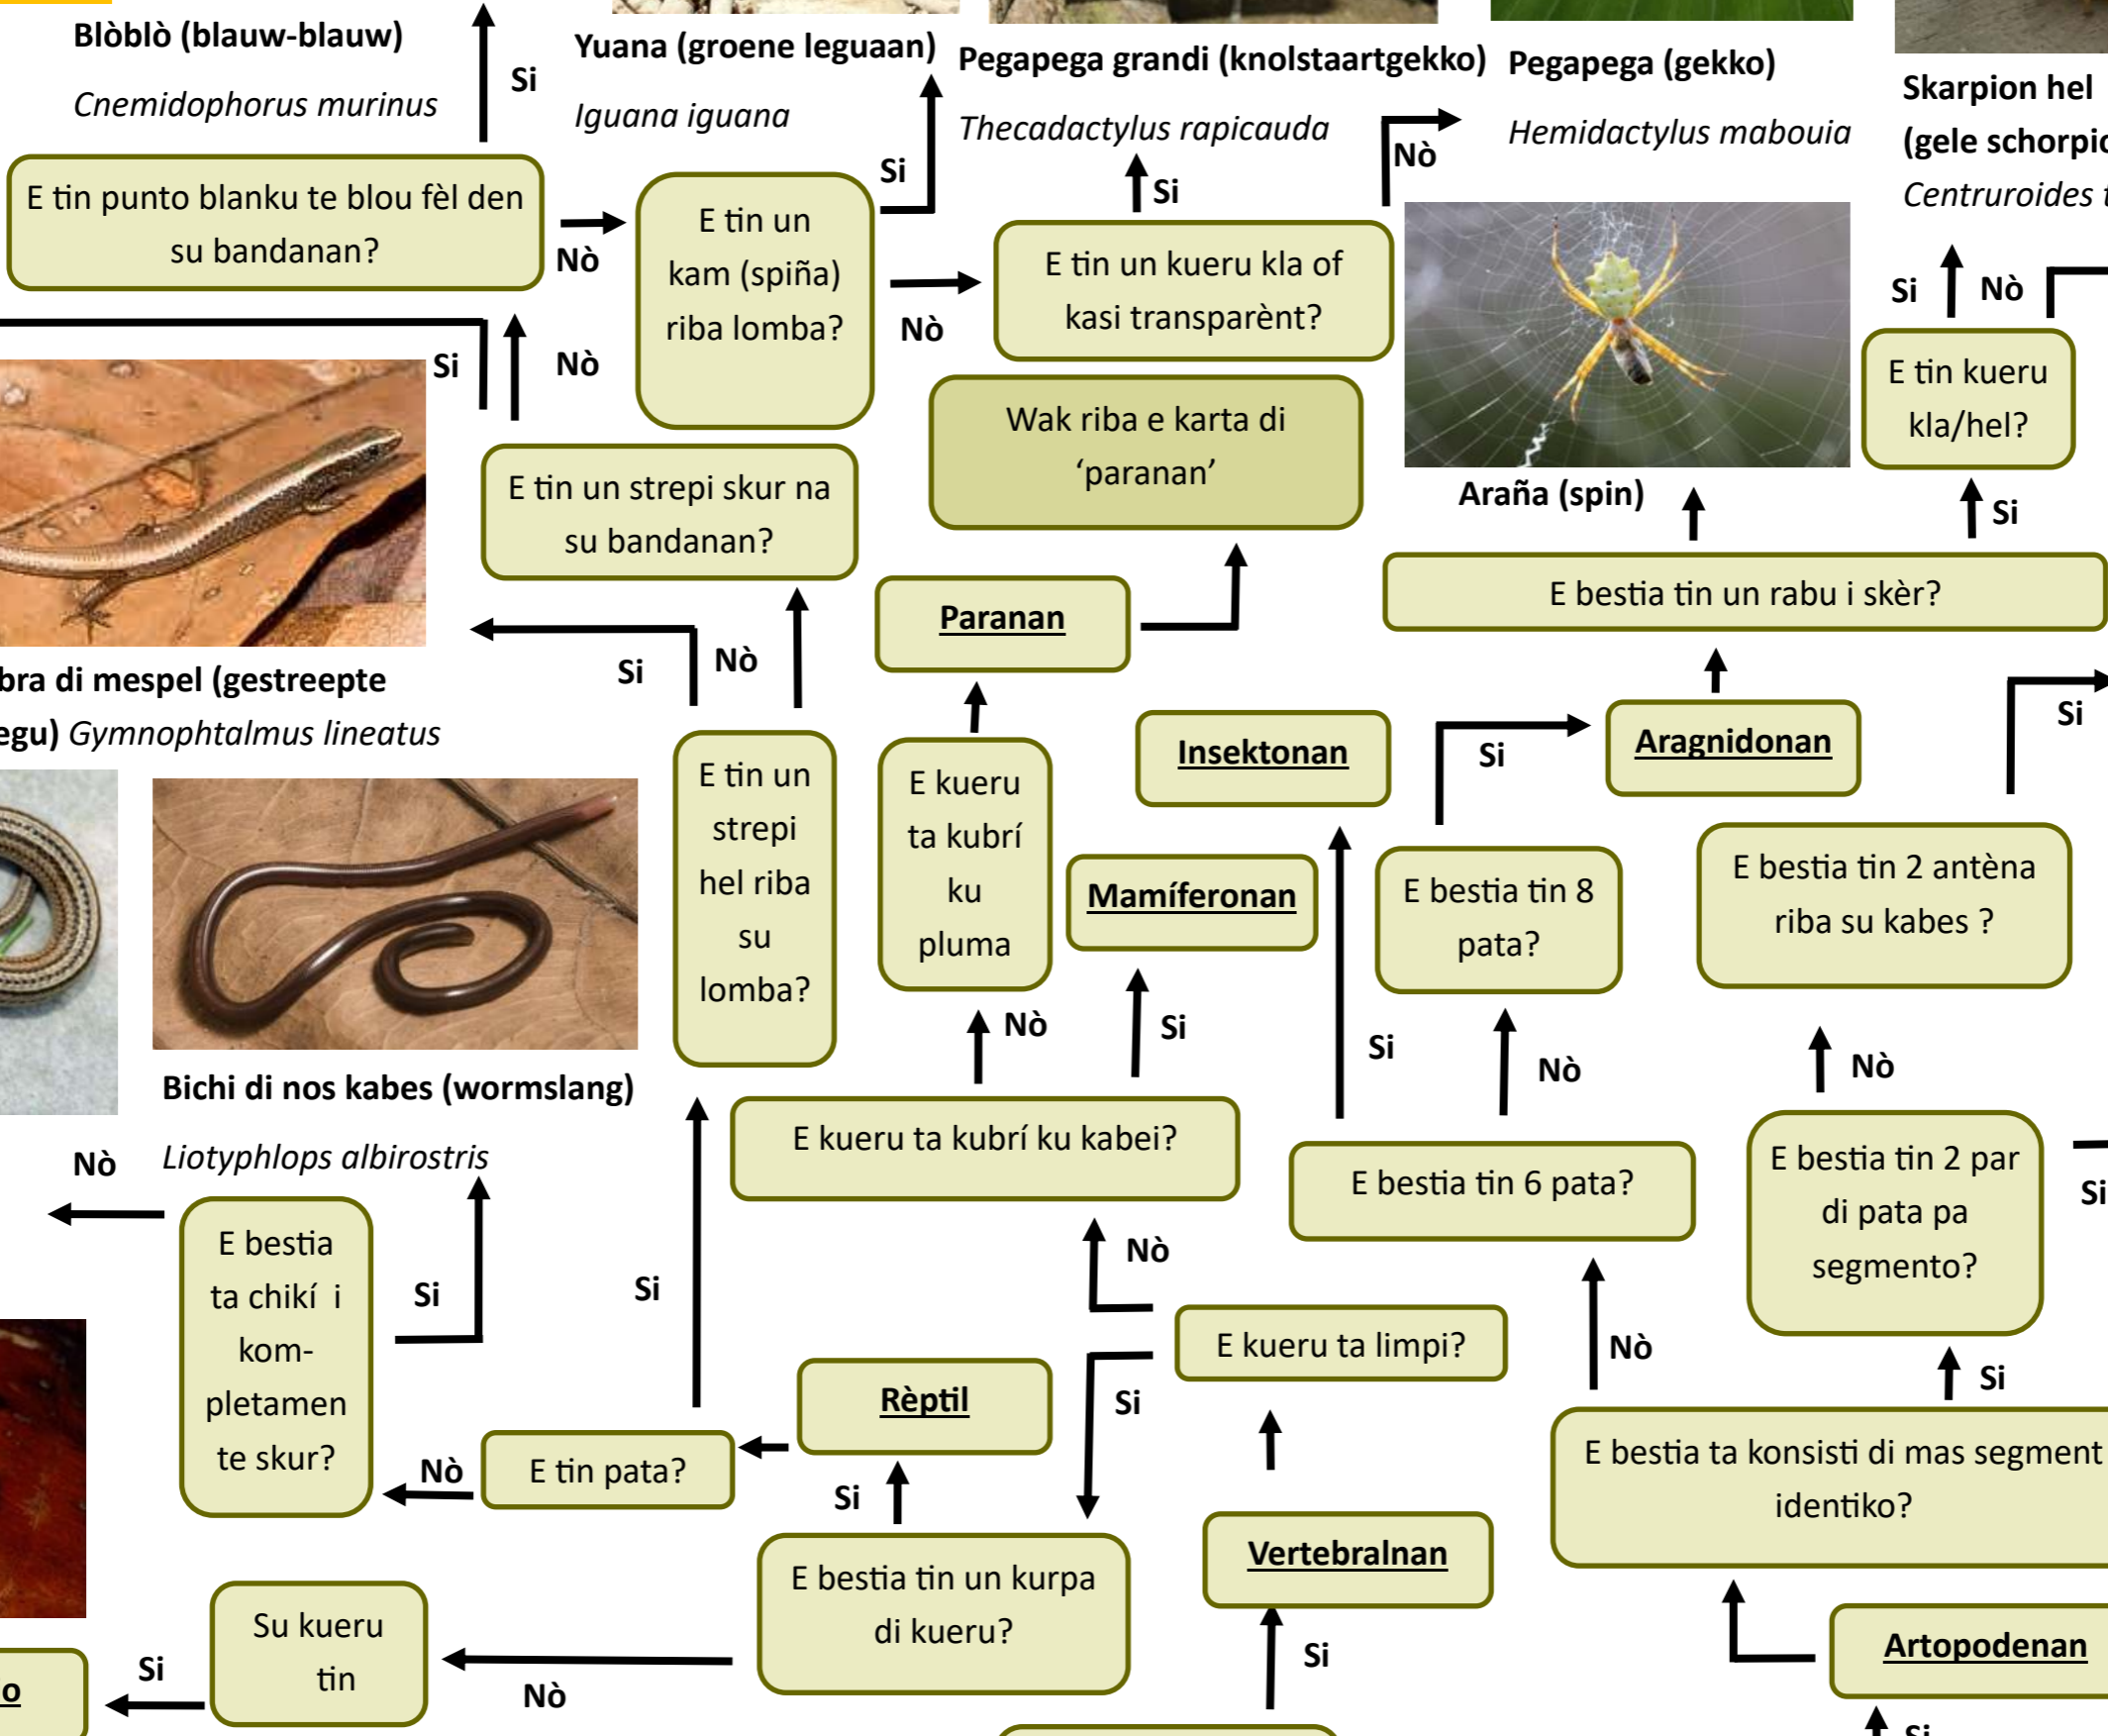 Blòblò (blauw-blauw)
Cnemidophorus murinus
Si
Yuana (groene leguaan)
Iguana iguana
Pegapega grandi (knolstaartgekko)
Thecadactylus rapicauda
Pegapega (gekko)
Hemidactylus mabouia
Skarpion hel
(gele
Centruroides
E tin punto blanku te blou fèl den
su bandanan?
Nò
E tin un
kam (spiña)
riba lomba?
Si
Nò
E tin un kueru kla of
kasi transparènt?
Si
Nò
Si
Nò
E tin kueru
kla/hel?
Si
Nò
Si
E tin un strepi skur na
su bandanan?
Wak riba e karta di
‘paranan’
Araña (spin)
E bestia tin un rabu i skèr?
Paranan
di mespel (gestreepte
Gymnophtalmus lineatus
Si
Nò
E tin un
strepi
hel riba
su
lomba?
E kueru
ta kubrí
ku
pluma
Insektonan
Si
Aragnidonan
Si
Mamíferonan
E bestia tin 8
pata?
E bestia tin 2 antèna
riba su kabes ?
Nò
Si
Si
Nò
Nò
Bichi di nos kabes (wormslang)
Liotyphlops albirostris
E kueru ta kubrí ku kabei?
E bestia tin 6 pata?
E bestia tin 2 par
di pata pa
segmento?
Si
Nò
E bestia
ta chikí i
kom-
pletamen
te skur?
Si
Si
Nò
E kueru ta limpi?
Nò
Si
Si
Rèptil
E tin pata?
Nò
Si
E bestia ta konsisti di mas segment
identiko?
Vertebralnan
E bestia tin un kurpa
di kueru?
Su kueru
tin
Si
Nò
Si
Artopodenan
Si